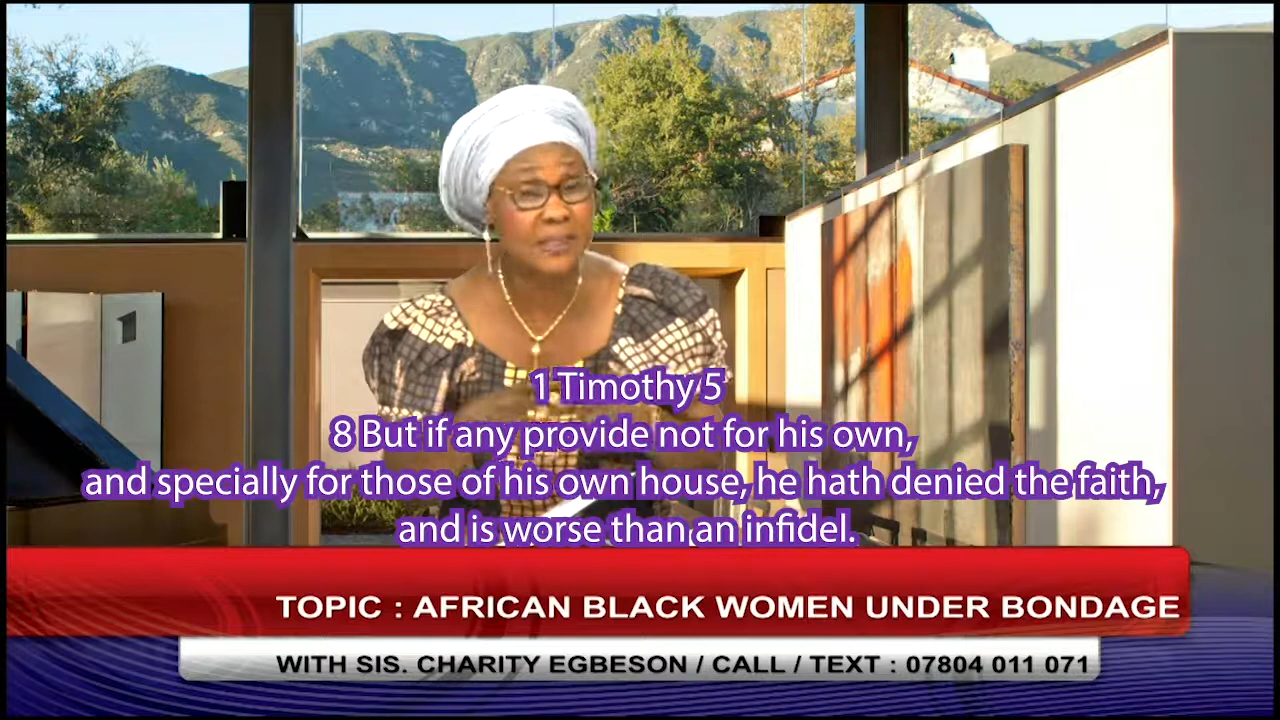 1 Timothy 5
8 But if any provide not for his own,
and specially for those of his own house, he hath denied the faith,
and is worse than an infidel.
TOPIC : AFRICAN BLACK WOMEN UNDER BONDAGE
WITH SIS. CHARITY EGBESON / CALL / TEXT : 07804 011 071